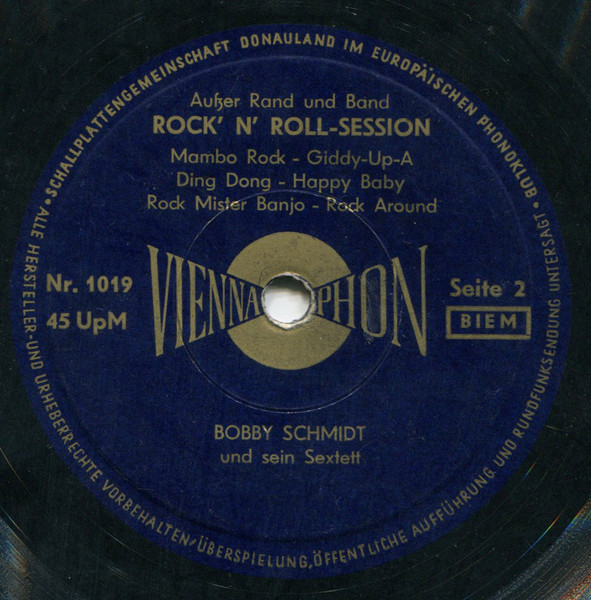 SCHALLPLATTENGEMEINSCHAFT DONAULAND IM EUROPÄISCHEN PHONOKLUB
Außer Rand und Band
ROCK' N' ROLL-SESSION
Mambo Rock - Giddy-Up-A
Ding Dong - Happy Baby
Rock Mister Banjo - Rock Around
Nr. 1019
45 UpM
VIENNA PHON
Seite 2
BIEM
BOBBY SCHMIDT
und sein Sextett
ALLE HERSTELLER-UND URHEBERRECHTE VORBEHALTEN/ÜBERSPIELUNG, ÖFFENTLICHE AUFFÜHRUNG UND RUNDFUNKSENDUNG UNTERSAGT